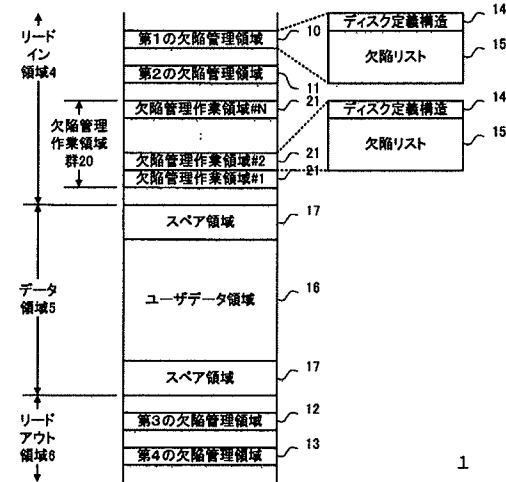 リード
イン
領域4
第1の欠陥管理領域
10
ディスク定義構造
14
欠陥リスト
15
第2の欠陥管理領域
11
欠陥管理
作業領域
群20
欠陥管理作業領域#N
21
:
欠陥管理作業領域#2
21
欠陥管理作業領域#1
21
ディスク定義構造
14
欠陥リスト
15
データ
領域5
スペア領域
17
ユーザデータ領域
16
スペア領域
17
リード
アウト
領域6
第3の欠陥管理領域
12
第4の欠陥管理領域
13
1